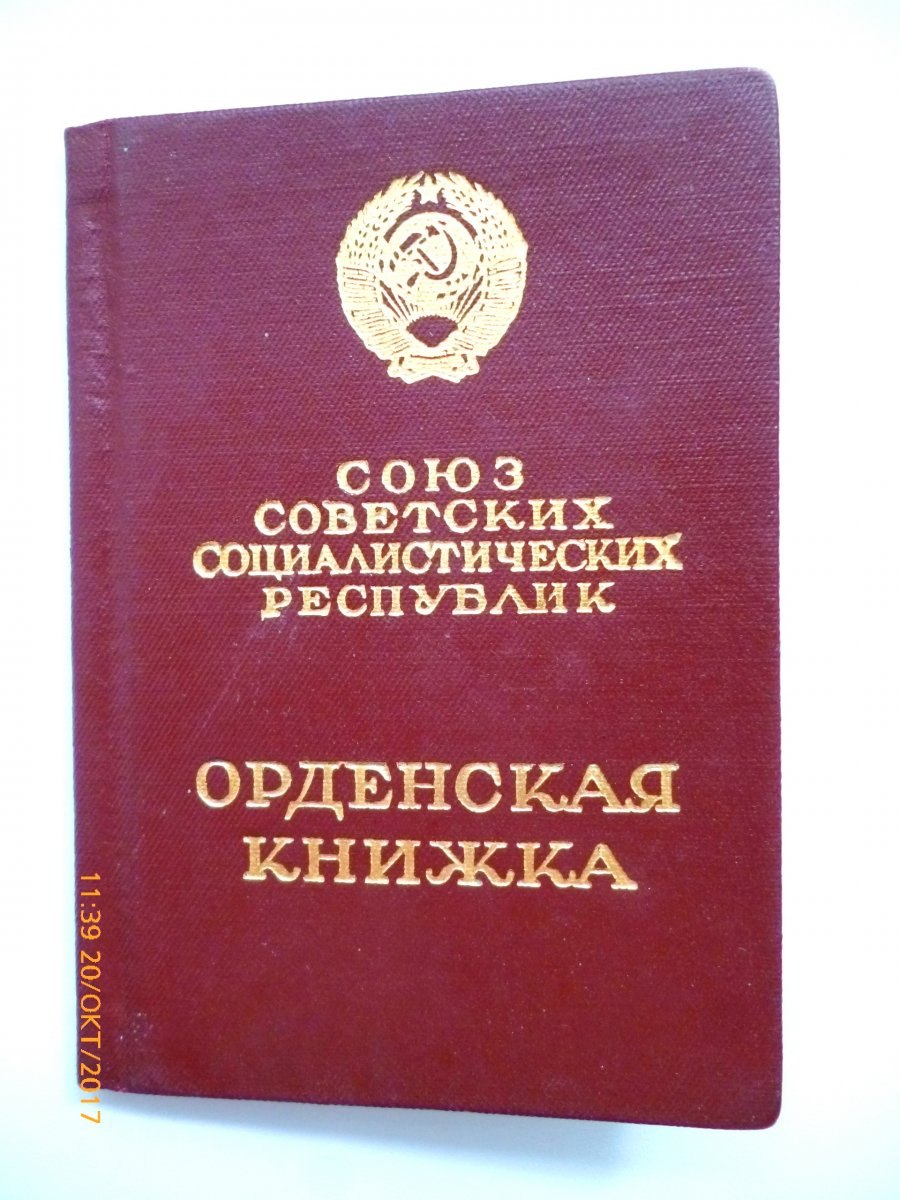 СОЮЗ
СОВЕТСКИХ
СОЦИАЛИСТИЧЕСКИХ
РЕСПУБЛИК
ОРДЕНСКАЯ
КНИЖКА
11:39 20/ОКТ/2017